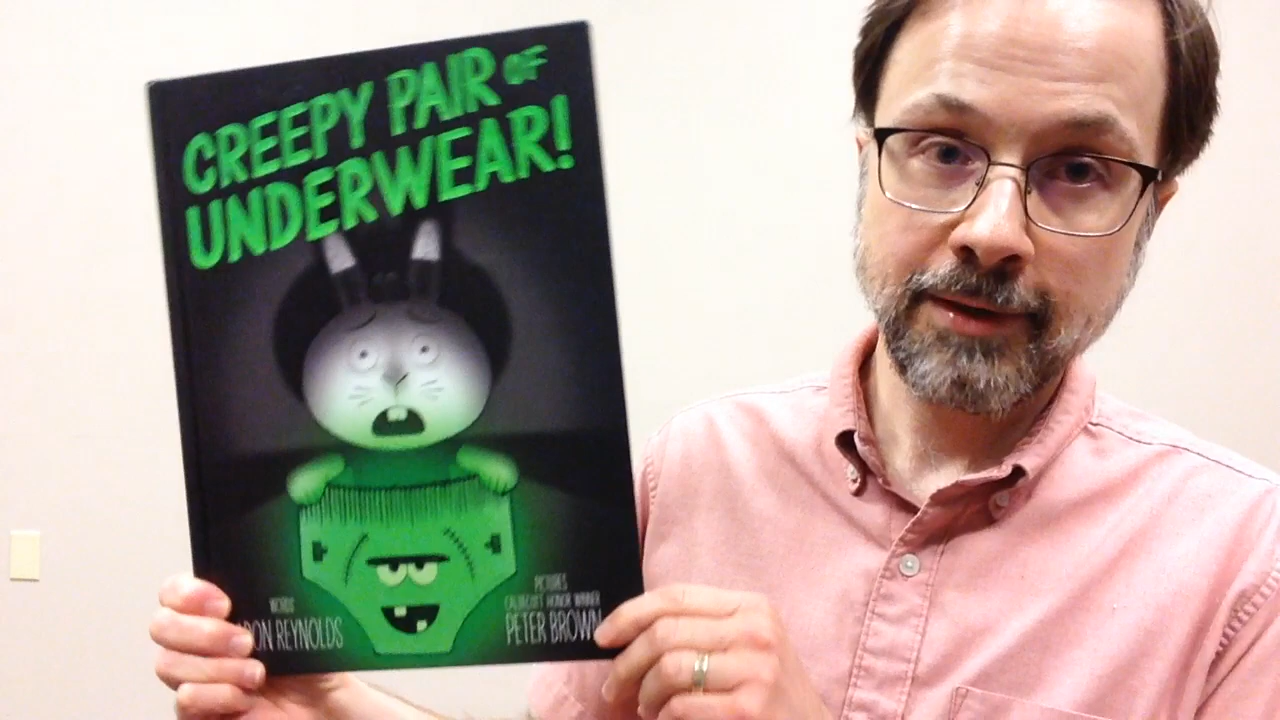 CREEPY PAIR OF
UNDERWEAR!
WORDS
REYNOLDS
PICTURES
CALDECOTT HONOR WINNER
PETER BROWN